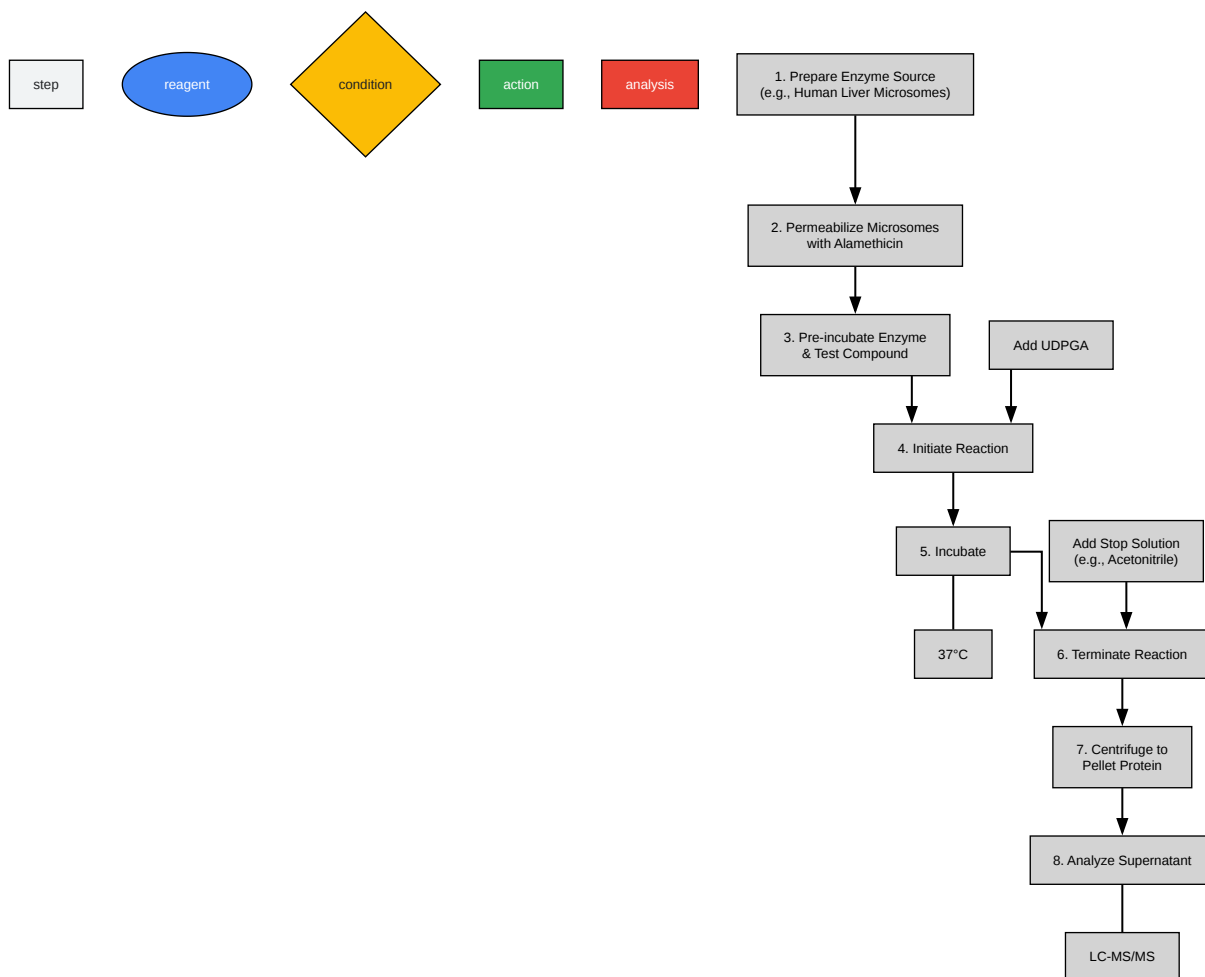 step
reagent
condition
action
analysis
1. Prepare Enzyme Source
(e.g., Human Liver Microsomes)
2. Permeabilize Microsomes
with Alamethicin
3. Pre-incubate Enzyme
& Test Compound
Add UDPGA
4. Initiate Reaction
5. Incubate
Add Stop Solution
(e.g., Acetonitrile)
37°C
6. Terminate Reaction
7. Centrifuge to
Pellet Protein
8. Analyze Supernatant
LC-MS/MS